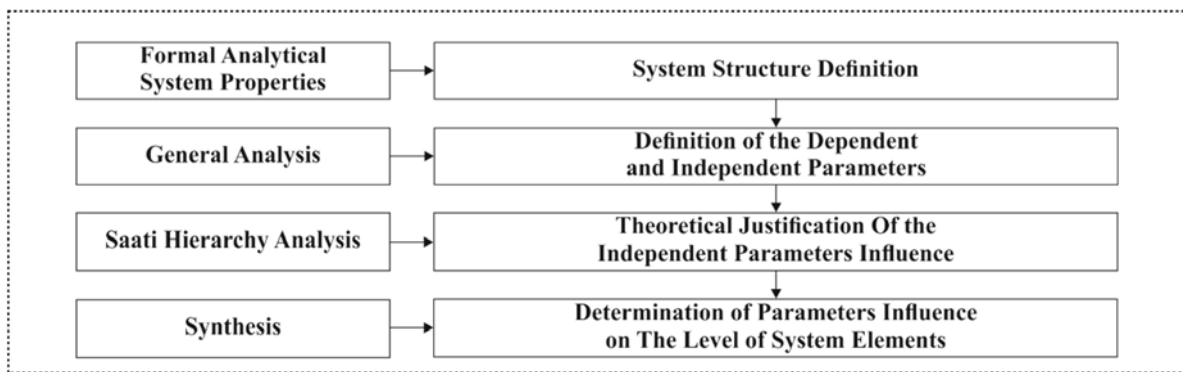 Formal Analytical
System Properties
System Structure Definition
General Analysis
Definition of the Dependent
and Independent Parameters
Saati Hierarchy Analysis
Theoretical Justification Of the
Independent Parameters Influence
Synthesis
Determination of Parameters Influence
on The Level of System Elements